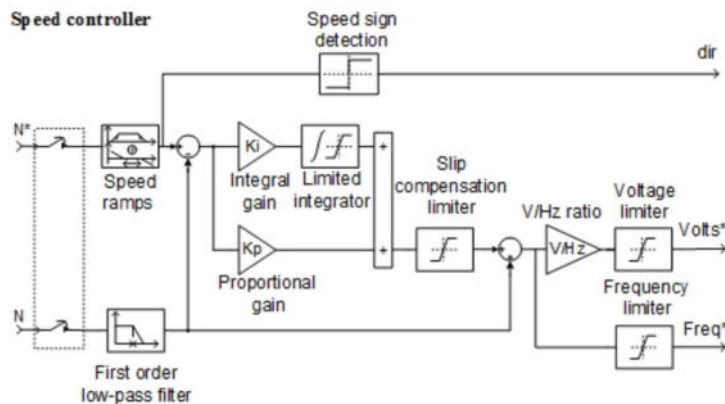 Speed controller
Speed sign
detection
dir
N*
Ki
Speed
ramps
Integral
gain
Limited
integrator
+
+
Slip
compensation
limiter
V/Hz ratio
Voltage
limiter
Volts*
V/Hz
Kp
Proportional
gain
Frequency
limiter
Freq*
N
First order
low-pass filter